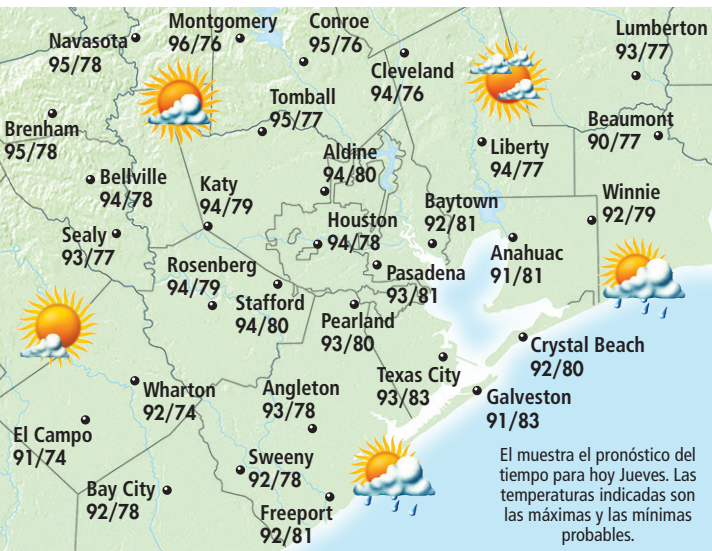 Montgomery
96/76
Conroe
95/76
Lumberton
93/77
Navasota
95/78
Cleveland
94/76
Tomball
95/77
Brenham
95/78
Beaumont
90/77
Liberty
94/77
Aldine
94/80
Bellville
94/78
Katy
94/79
Baytown
92/81
Winnie
92/79
Houston
94/78
Sealy
93/77
Anahuac
91/81
Rosenberg
94/79
Pasadena
93/81
Stafford
94/80
Pearland
93/80
Crystal Beach
92/80
Texas City
93/83
Wharton
92/74
Angleton
93/78
Galveston
91/83
El Campo
91/74
Sweeny
92/78
Bay City
92/78
Freeport
92/81
El muestra el pronóstico del
tiempo para hoy Jueves. Las
temperaturas indicadas son
las máximas y las mínimas
probables.